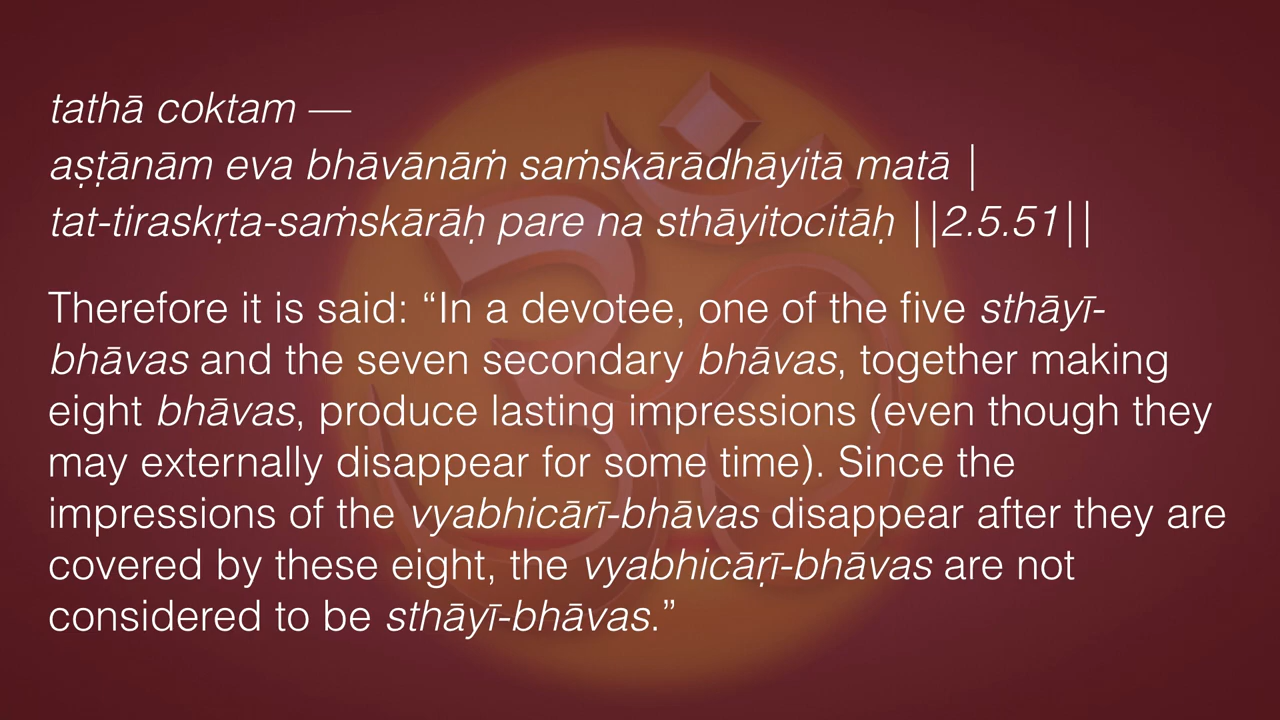 tathā coktam —
aṣṭānām eva bhāvānāṁ saṁskārādhāyitā matā |
tat-tiraskṛta-saṁskārāḥ pare na sthāyitocitāḥ ||2.5.51||
Therefore it is said: “In a devotee, one of the five sthāyī-
bhāvas and the seven secondary bhāvas, together making
eight bhāvas, produce lasting impressions (even though they
may externally disappear for some time). Since the
impressions of the vyabhicārī-bhāvas disappear after they are
covered by these eight, the vyabhicāṛī-bhāvas are not
considered to be sthāyī-bhāvas.”